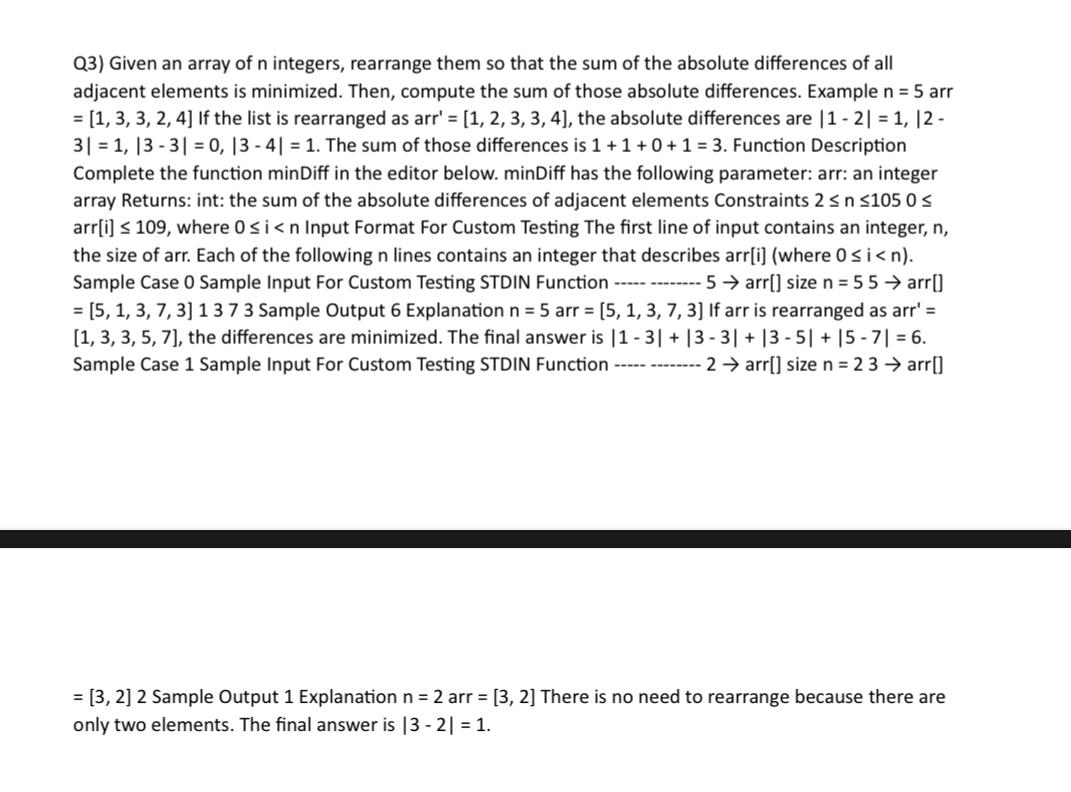 Q3) Given an array of n integers, rearrange them so that the sum of the absolute differences of all
adjacent elements is minimized. Then, compute the sum of those absolute differences. Example n = 5 arr
= [1, 3, 3, 2, 4] If the list is rearranged as arr' = [1, 2, 3, 3, 4], the absolute differences are |1 - 2| = 1, |2 -
3| = 1, |3 - 3| = 0, |3 - 4| = 1. The sum of those differences is 1 + 1 + 0 + 1 = 3. Function Description
Complete the function minDiff in the editor below. minDiff has the following parameter: arr: an integer
array Returns: int: the sum of the absolute differences of adjacent elements Constraints 2 ≤ n ≤105 0 ≤
arr[i] ≤ 109, where 0 ≤ i < n Input Format For Custom Testing The first line of input contains an integer, n,
the size of arr. Each of the following n lines contains an integer that describes arr[i] (where 0 ≤ i < n).
Sample Case 0 Sample Input For Custom Testing STDIN Function ----- -------- 5 → arr[] size n = 5 5 → arr[]
= [5, 1, 3, 7, 3] 1 3 7 3 Sample Output 6 Explanation n = 5 arr = [5, 1, 3, 7, 3] If arr is rearranged as arr' =
[1, 3, 3, 5, 7], the differences are minimized. The final answer is |1 - 3| + |3 - 3| + |3 - 5| + |5 - 7| = 6.
Sample Case 1 Sample Input For Custom Testing STDIN Function ----- -------- 2 → arr[] size n = 2 3 → arr[]
= [3, 2] 2 Sample Output 1 Explanation n = 2 arr = [3, 2] There is no need to rearrange because there are
only two elements. The final answer is |3 - 2| = 1.